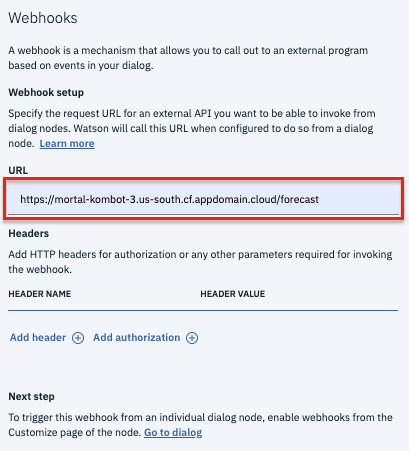 Webhooks
A webhook is a mechanism that allows you to call out to an external program
based on events in your dialog.
Webhook setup
Specify the request URL for an external API you want to be able to invoke from
dialog nodes. Watson will call this URL when configured to do so from a dialog
node. Learn more
URL
https://mortal-kombot-3.us-south.cf.appdomain.cloud/forecast
Headers
Add HTTP headers for authorization or any other parameters required for invoking
the webhook.
HEADER NAME HEADER VALUE
Add header Add authorization
Next step
To trigger this webhook from an individual dialog node, enable webhooks from the
Customize page of the node. Go to dialog